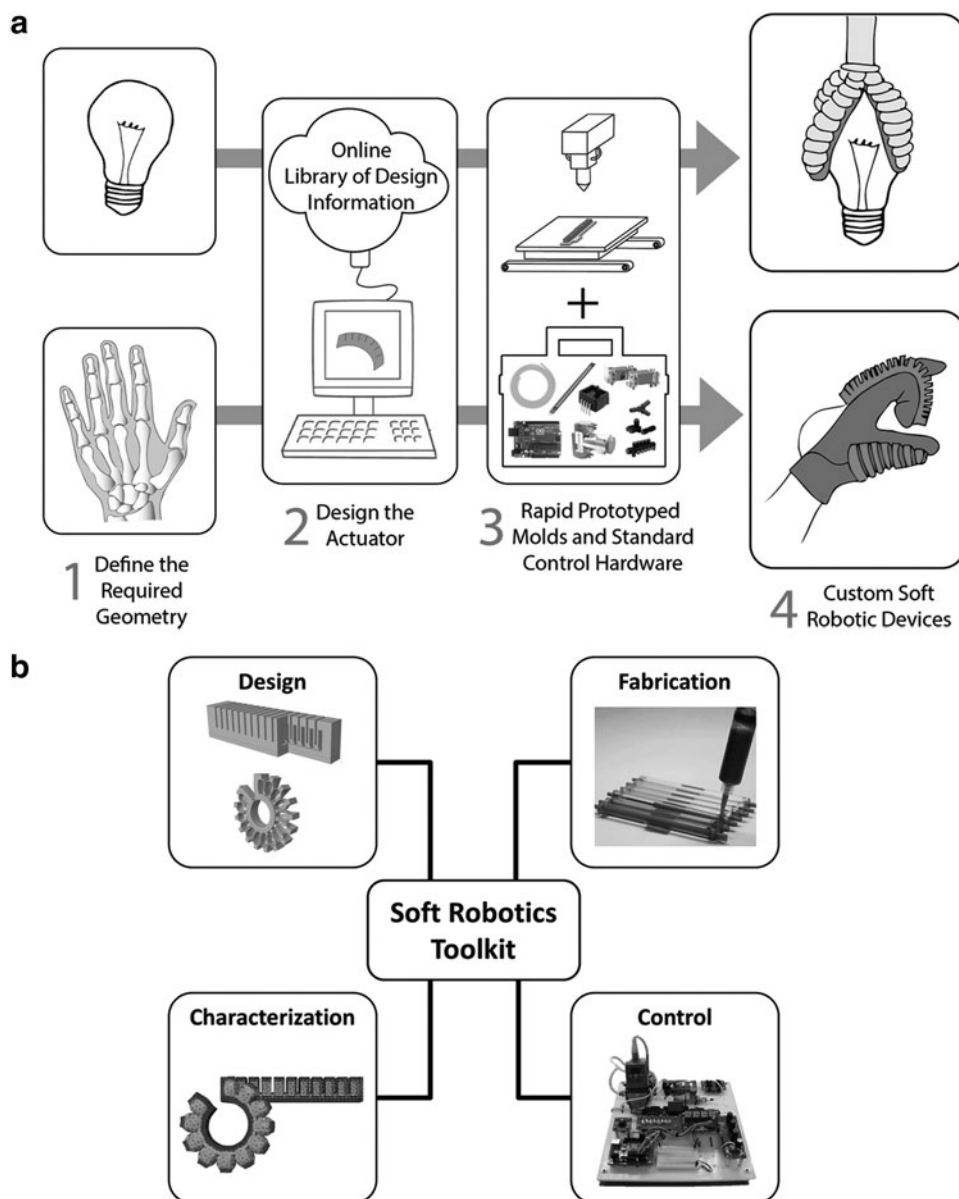 a
Online
Library of Design
Information
1 Define the
Required
Geometry
2 Design the
Actuator
3 Rapid Prototyped
Molds and Standard
Control Hardware
4 Custom Soft
Robotic Devices
b
Design
Fabrication
Soft Robotics
Toolkit
Characterization
Control